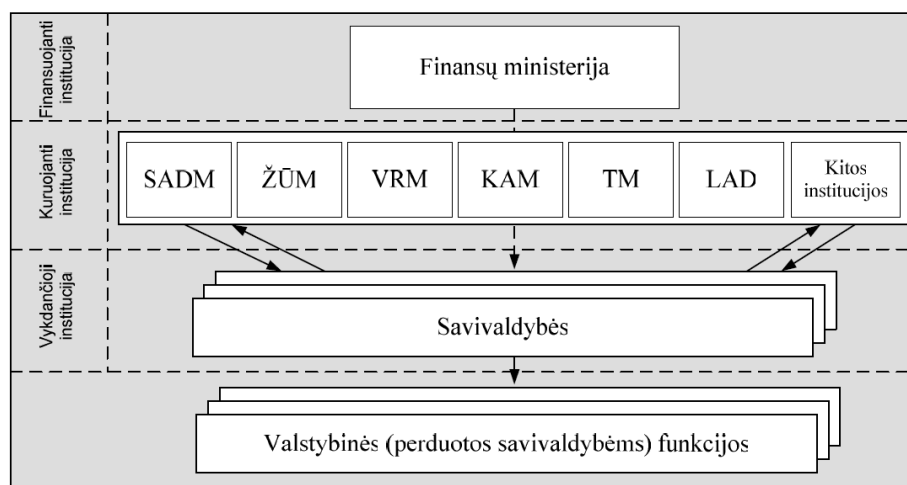 Finansuojanti
institucija
Finansų ministerija
Kuruojanti
institucija
SADM
ŽŪM
VRM
KAM
TM
LAD
Kitos
institucijos
Vykdančioji
institucija
Savivaldybės
Valstybinės (perduotos savivaldybėms) funkcijos